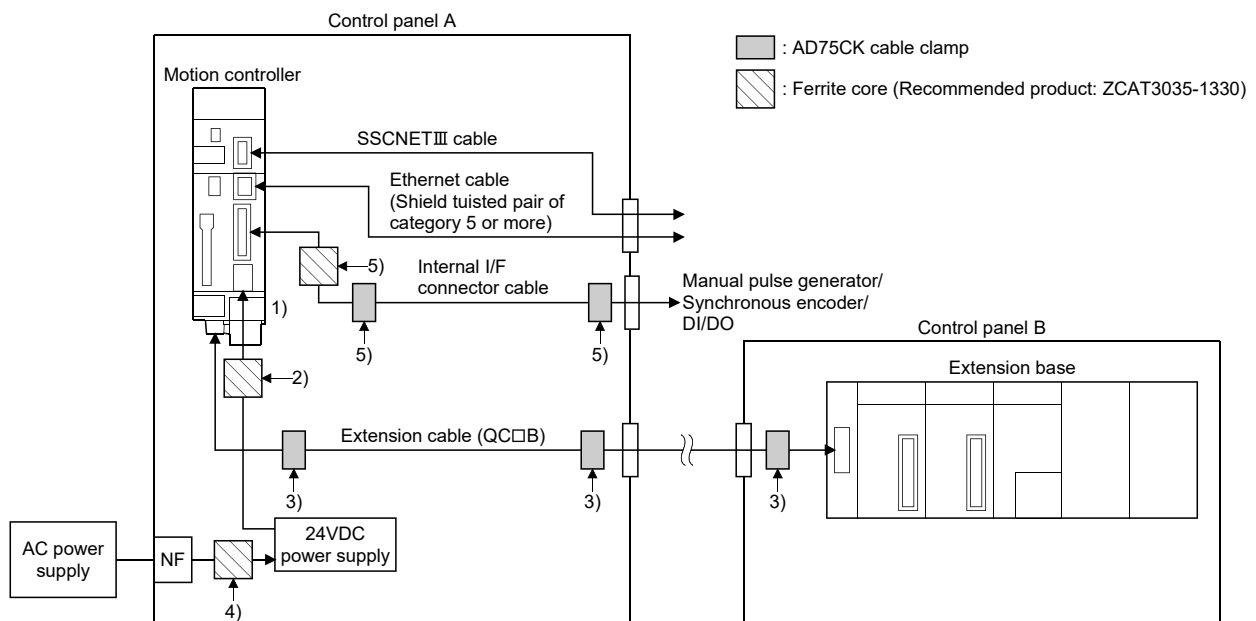 Control panel A
: AD75CK cable clamp
: Ferrite core (Recommended product: ZCAT3035-1330)
Motion controller
SSCNETⅢ cable
Ethernet cable
(Shield tuisted pair of
category 5 or more)
5)
Internal I/F
connector cable
Manual pulse generator/
Synchronous encoder/
DI/DO
1)
5)
5)
Control panel B
2)
Extension base
Extension cable (QC□B)
3)
3)
3)
AC power
supply
NF
24VDC
power supply
4)